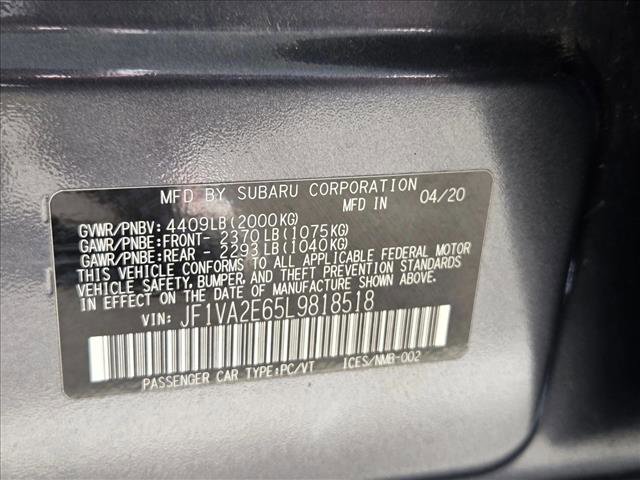 MFD BY SUBARU CORPORATION
MFD IN 04/20
GVWR/PNBV: 4409LB(2000KG)
GAWR/PNBE:FRONT- 2370LB(1075KG)
GAWR/PNBE:REAR - 2293LB(1040KG)
THIS VEHICLE CONFORMS TO ALL APPLICABLE FEDERAL MOTOR
VEHICLE SAFETY, BUMPER, AND THEFT PREVENTION STANDARDS
IN EFFECT ON THE DATE OF MANUFACTURE SHOWN ABOVE.
VIN: JF1VA2E65L9818518
PASSENGER CAR TYPE:PC/VT ICES/NMB-002